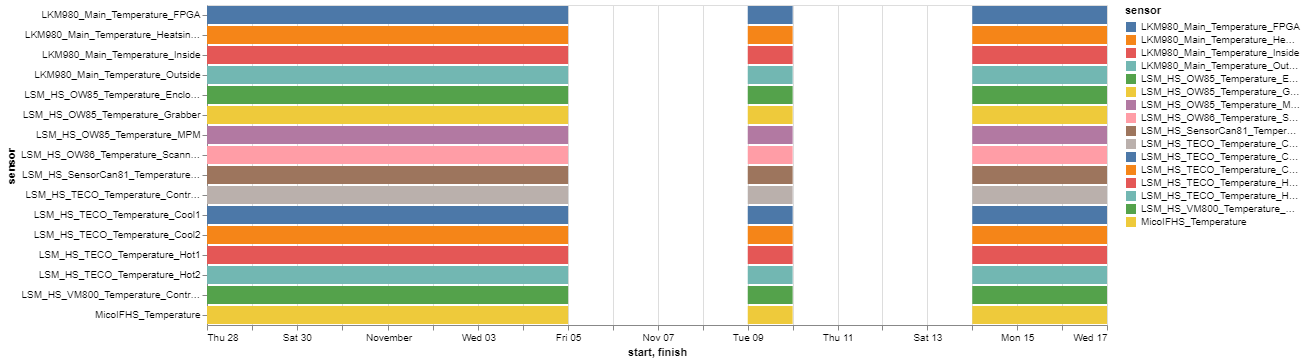 sensor
LKM980_Main_Temperature_FPGA
LKM980_Main_Temperature_Heatsin…
LKM980_Main_Temperature_Inside
LKM980_Main_Temperature_Outside
LSM_HS_OW85_Temperature_Enclo…
LSM_HS_OW85_Temperature_Grabber
LSM_HS_OW85_Temperature_MPM
LSM_HS_OW86_Temperature_Scann…
LSM_HS_SensorCan81_Temperature…
LSM_HS_TECO_Temperature_Contr…
LSM_HS_TECO_Temperature_Cool1
LSM_HS_TECO_Temperature_Cool2
LSM_HS_TECO_Temperature_Hot1
LSM_HS_TECO_Temperature_Hot2
LSM_HS_VM800_Temperature_Contr…
MicolFHS_Temperature
Thu 28 Sat 30 November Wed 03 Fri 05 Nov 07 Tue 09 Thu 11 Sat 13 Mon 15 Wed 17
start, finish
sensor
LKM980_Main_Temperature_FPGA
LKM980_Main_Temperature_He…
LKM980_Main_Temperature_Inside
LKM980_Main_Temperature_Out…
LSM_HS_OW85_Temperature_E…
LSM_HS_OW85_Temperature_G…
LSM_HS_OW85_Temperature_M…
LSM_HS_OW86_Temperature_S…
LSM_HS_SensorCan81_Temper…
LSM_HS_TECO_Temperature_C…
LSM_HS_TECO_Temperature_C…
LSM_HS_TECO_Temperature_C…
LSM_HS_TECO_Temperature_H…
LSM_HS_TECO_Temperature_H…
LSM_HS_VM800_Temperature_…
MicolFHS_Temperature